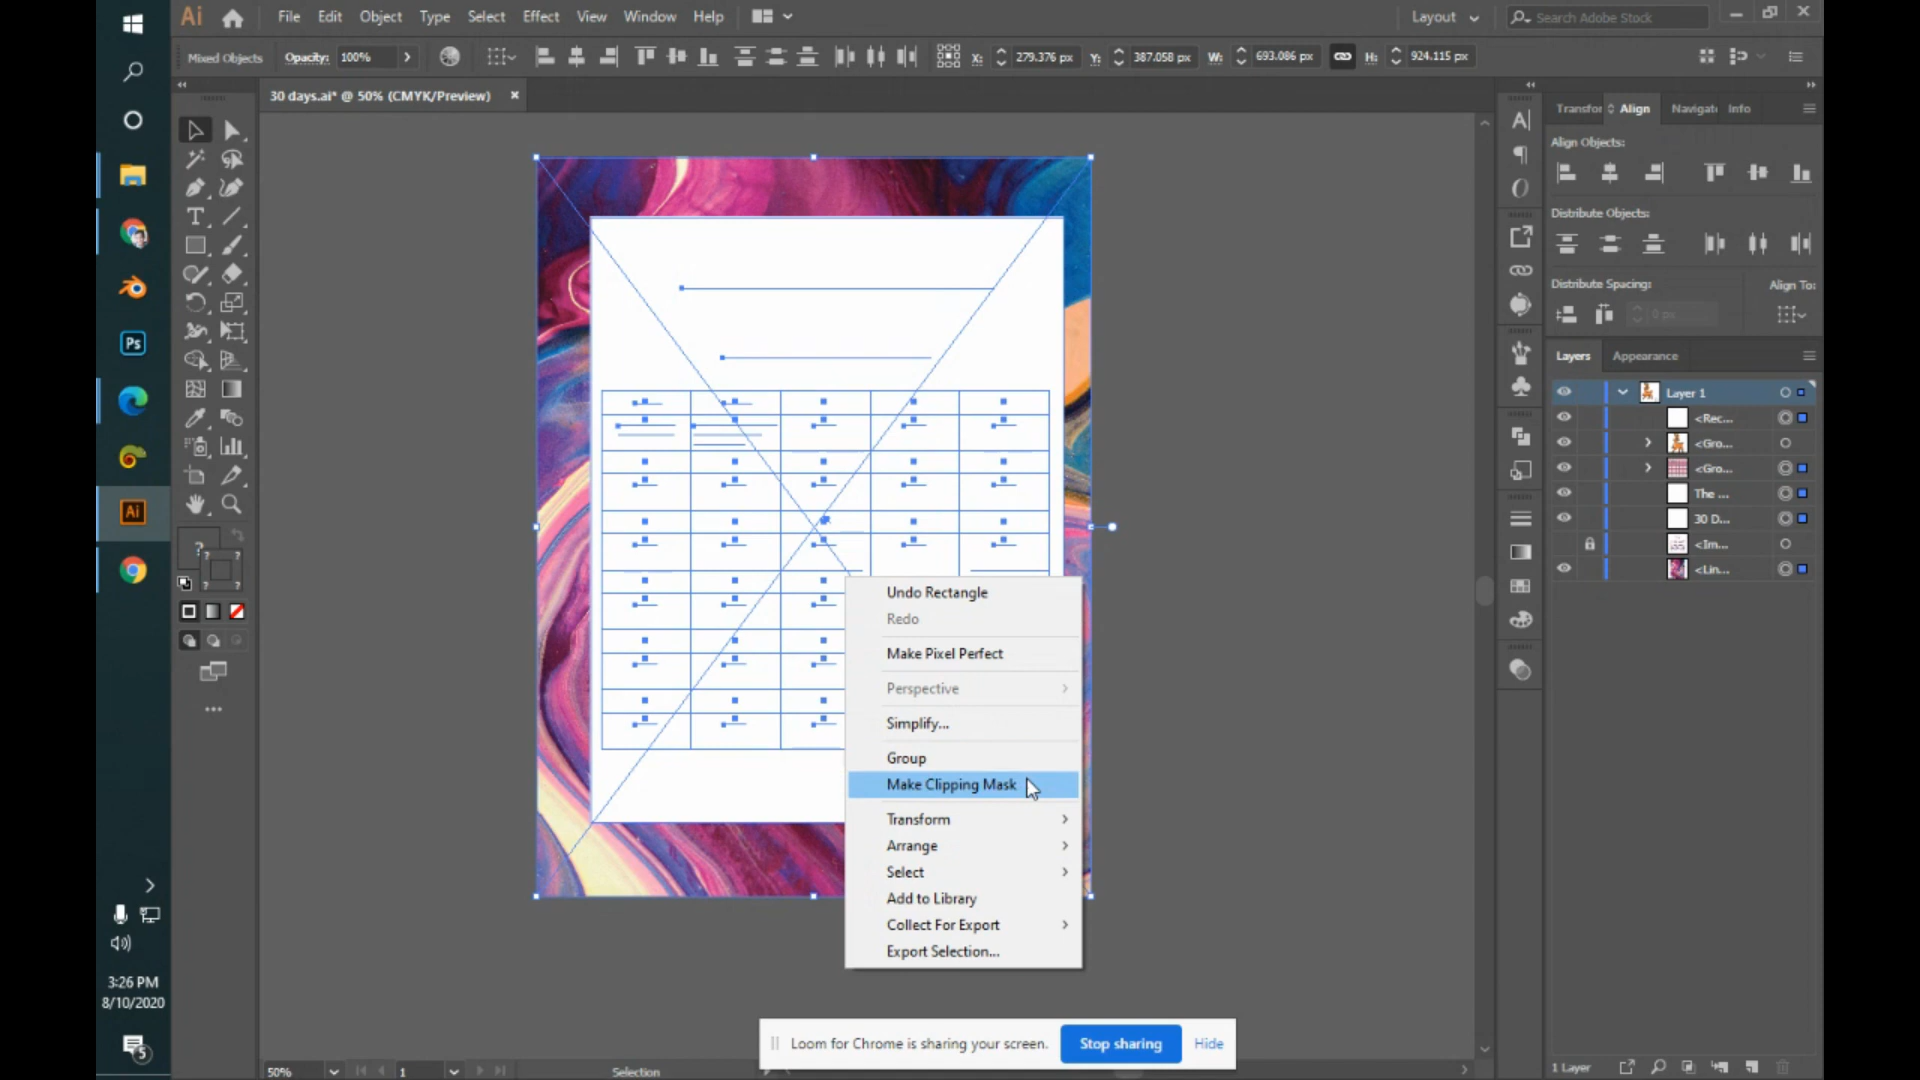 Ai File Edit Object Type Select Effect View Window Help Layout Search Adobe Stock
Mixed Objects Opacity: 100% X: 279.376 px Y: 387.058 px W: 693.086 px H: 924.115 px
30 days.ai* @ 50% (CMYK/Preview) ×
Transfor Align Navigat Info
Align Objects:
Distribute Objects:
Distribute Spacing: Align To:
0 px
Layers Appearance
Layer 1
<Rec...
<Gro...
<Gro...
The ...
30 D...
<Im...
<Lin...
Ps
Ai
Undo Rectangle
Redo
Make Pixel Perfect
Perspective
Simplify...
Group
Make Clipping Mask
Transform
Arrange
Select
Add to Library
Collect For Export
Export Selection...
3:26 PM
8/10/2020
5
Loom for Chrome is sharing your screen. Stop sharing Hide
50% 1 Selection
1 Layer